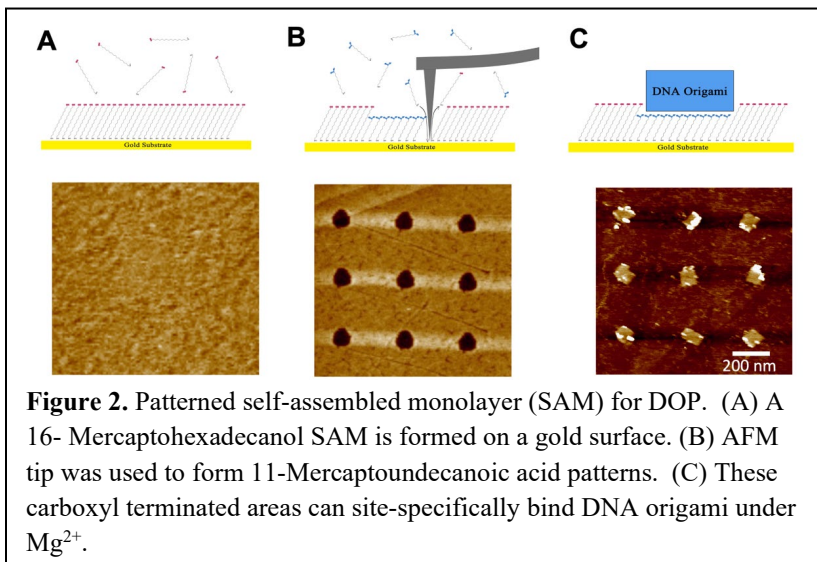 A
B
C
DNA Origami
Gold Substrate
Gold Substrate
Gold Substrate
200 nm
Figure 2. Patterned self-assembled monolayer (SAM) for DOP. (A) A
16- Mercaptohexadecanol SAM is formed on a gold surface. (B) AFM
tip was used to form 11-Mercaptoundecanoic acid patterns. (C) These
carboxyl terminated areas can site-specifically bind DNA origami under
Mg²⁺.